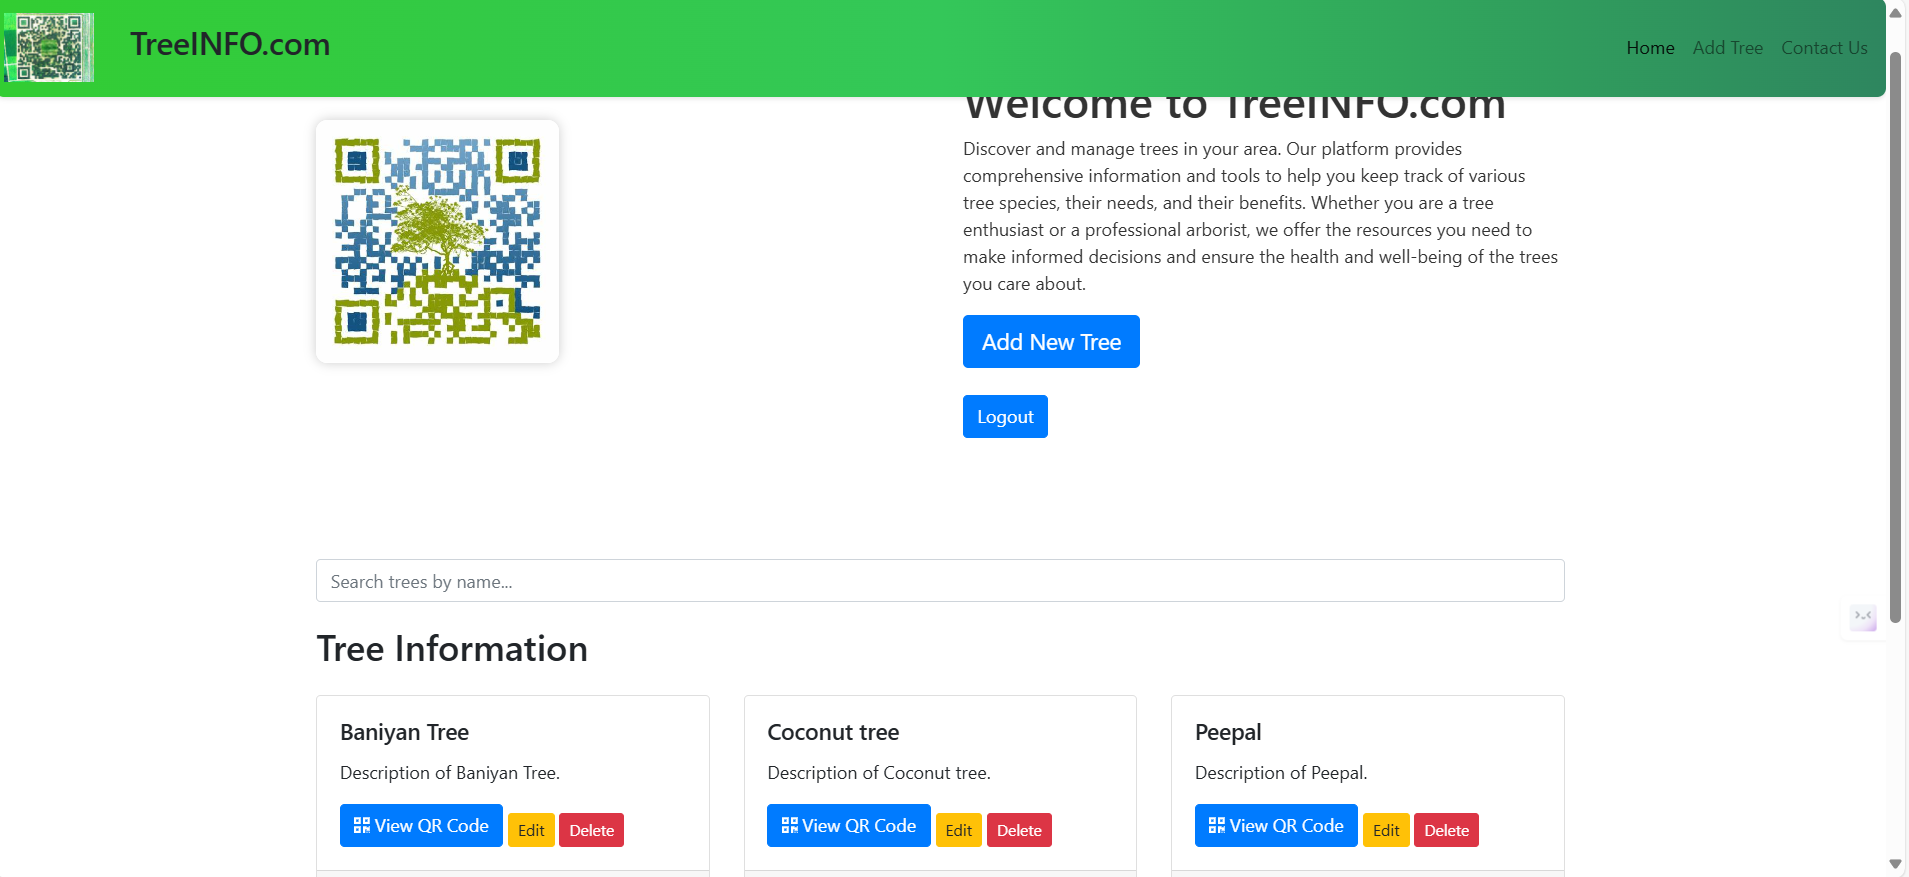 TreeINFO.com
Home Add Tree Contact Us
Welcome to TreeINFO.com
Discover and manage trees in your area. Our platform provides
comprehensive information and tools to help you keep track of various
tree species, their needs, and their benefits. Whether you are a tree
enthusiast or a professional arborist, we offer the resources you need to
make informed decisions and ensure the health and well-being of the trees
you care about.
Add New Tree
Logout
Search trees by name...
Tree Information
Baniyan Tree
Description of Baniyan Tree.
View QR Code Edit Delete
Coconut tree
Description of Coconut tree.
View QR Code Edit Delete
Peepal
Description of Peepal.
View QR Code Edit Delete